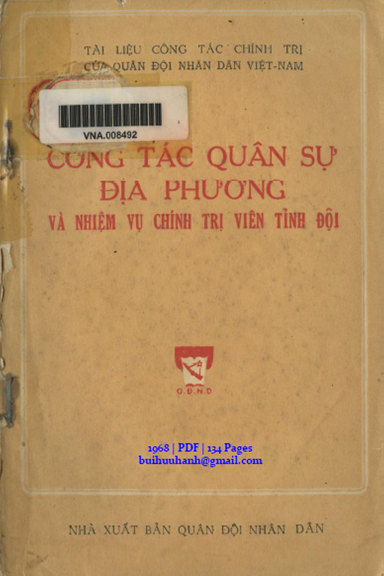 TÀI LIỆU CÔNG TÁC CHÍNH TRỊ
CỦA QUÂN ĐỘI NHÂN DÂN VIỆT-NAM
VNA.008492
CÔNG TÁC QUÂN SỰ
ĐỊA PHƯƠNG
VÀ NHIỆM VỤ CHÍNH TRỊ VIÊN TỈNH ĐỘI
Q.Đ.N.D
1968 | PDF | 134 Pages
buihuuhanh@gmail.com
NHÀ XUẤT BẢN QUÂN ĐỘI NHÂN DÂN